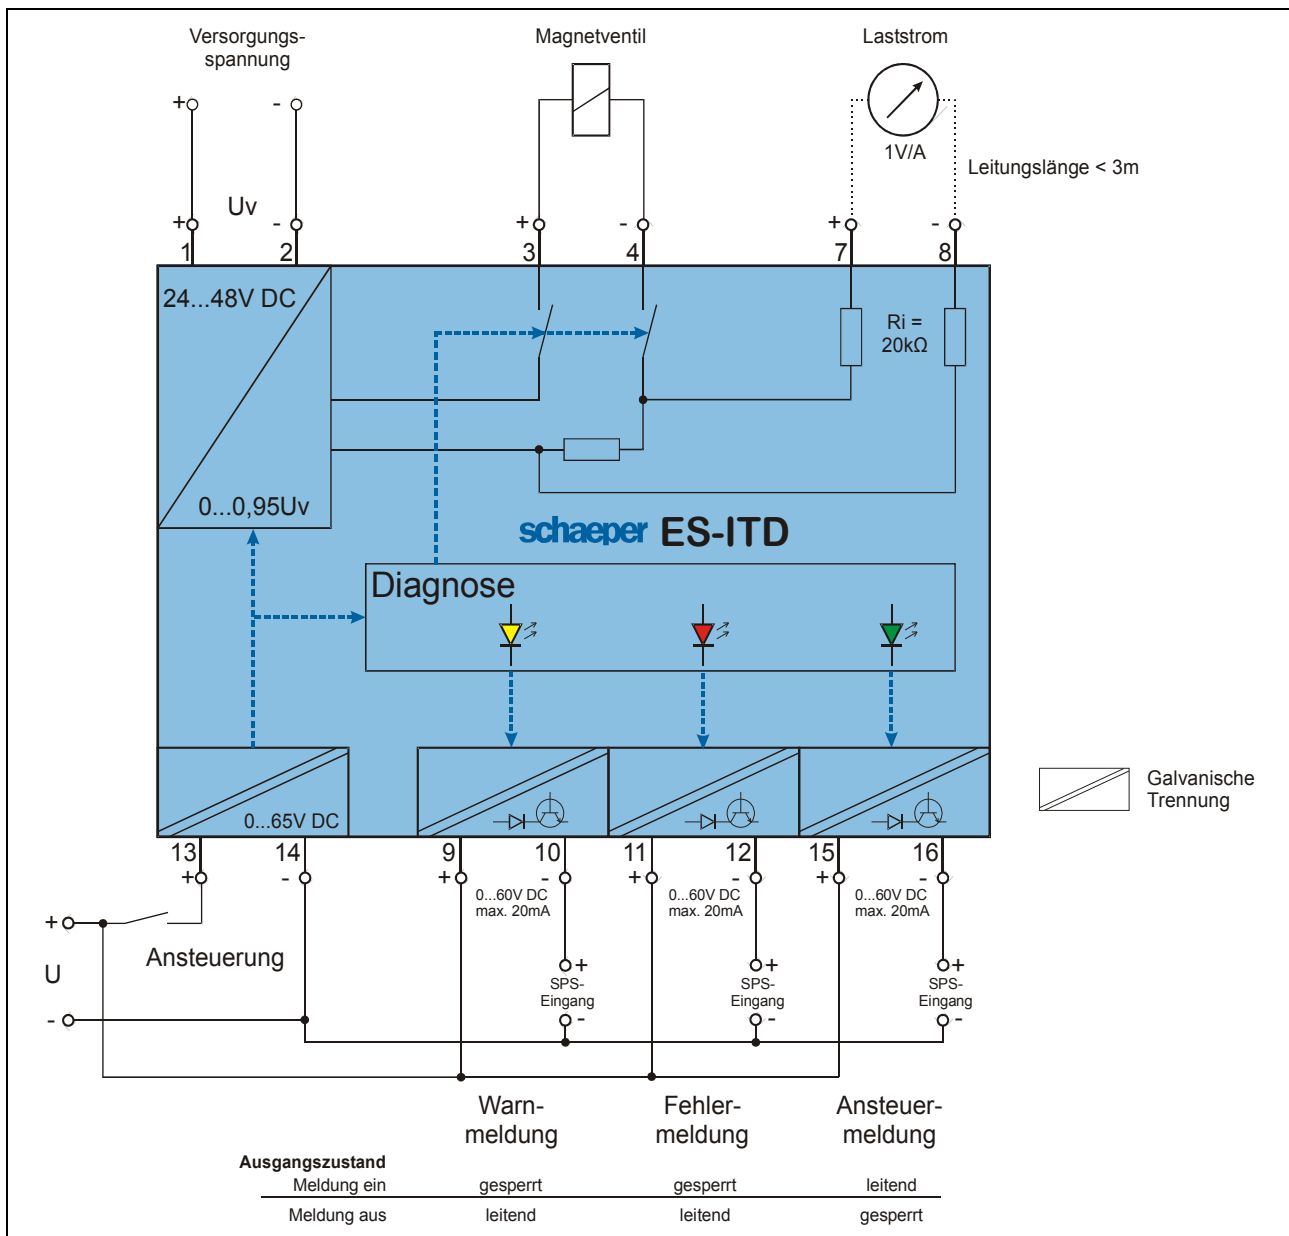 Versorgungs-
spannung
Magnetventil
Laststrom
+ -
1V/A
Leitungslänge < 3m
Uv
+ - + - + -
1 2 3 4 7 8
24...48V DC
Ri =
20kΩ
0...0,95Uv
schaeper ES-ITD
Diagnose
Galvanische
Trennung
0...65V DC
13 14 9 10 11 12 15 16
+ - + - + - + -
0...60V DC
max. 20mA
0...60V DC
max. 20mA
0...60V DC
max. 20mA
+
Ansteuerung
U
-
+
SPS-
Eingang
-
+
SPS-
Eingang
-
+
SPS-
Eingang
-
Warn-
meldung
Fehler-
meldung
Ansteuer-
meldung
Ausgangszustand
Meldung ein gesperrt gesperrt leitend
Meldung aus leitend leitend gesperrt